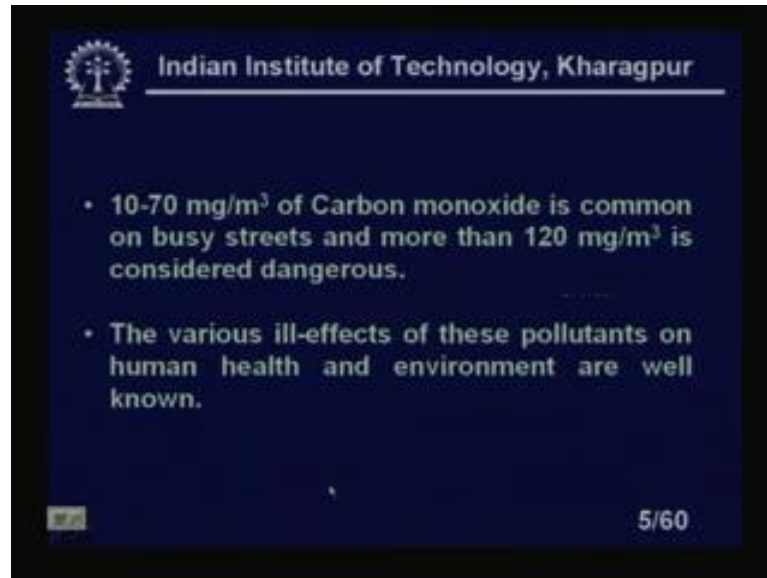 Indian Institute of Technology, Kharagpur
• 10-70 mg/m³ of Carbon monoxide is common
on busy streets and more than 120 mg/m³ is
considered dangerous.
• The various ill-effects of these pollutants on
human health and environment are well
known.
5/60